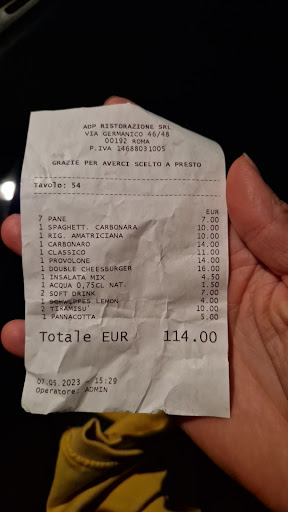 ADP RISTORAZIONE SRL
VIA GERMANICO 46/48
00192 ROMA
P.IVA 14688031005
GRAZIE PER AVERCI SCELTO A PRESTO
Tavolo: 54
EUR
7 PANE 7.00
1 SPAGHETT. CARBONARA 10.00
1 RIG. AMATRICIANA 10.00
1 CARBONARO 14.00
1 CLASSICO 11.00
1 PROVOLONE 14.00
1 DOUBLE CHEESBURGER 16.00
1 INSALATA MIX 4.50
1 ACQUA 0,75CL NAT. 1.50
2 SOFT DRINK 7.00
1 SCHWEPPES LEMON 4.00
2 TIRAMISU' 10.00
1 PANNACOTTA 5.00
Totale EUR 114.00
07.05.2023 - 15:29
Operatore: ADMIN